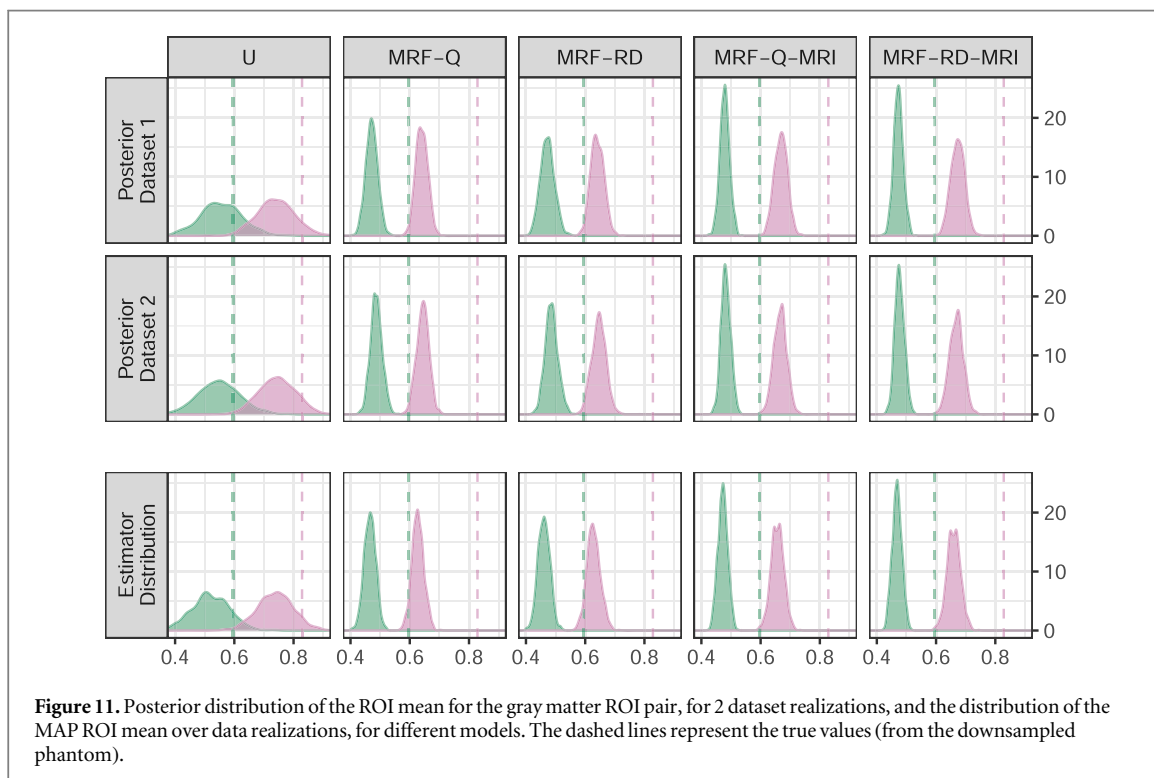 U MRF-Q MRF-RD MRF-Q-MRI MRF-RD-MRI
Posterior
Dataset 1
20
10
0
Posterior
Dataset 2
20
10
0
Estimator
Distribution
20
10
0
0.4 0.6 0.8 0.4 0.6 0.8 0.4 0.6 0.8 0.4 0.6 0.8 0.4 0.6 0.8
Figure 11. Posterior distribution of the ROI mean for the gray matter ROI pair, for 2 dataset realizations, and the distribution of the
MAP ROI mean over data realizations, for different models. The dashed lines represent the true values (from the downsampled
phantom).